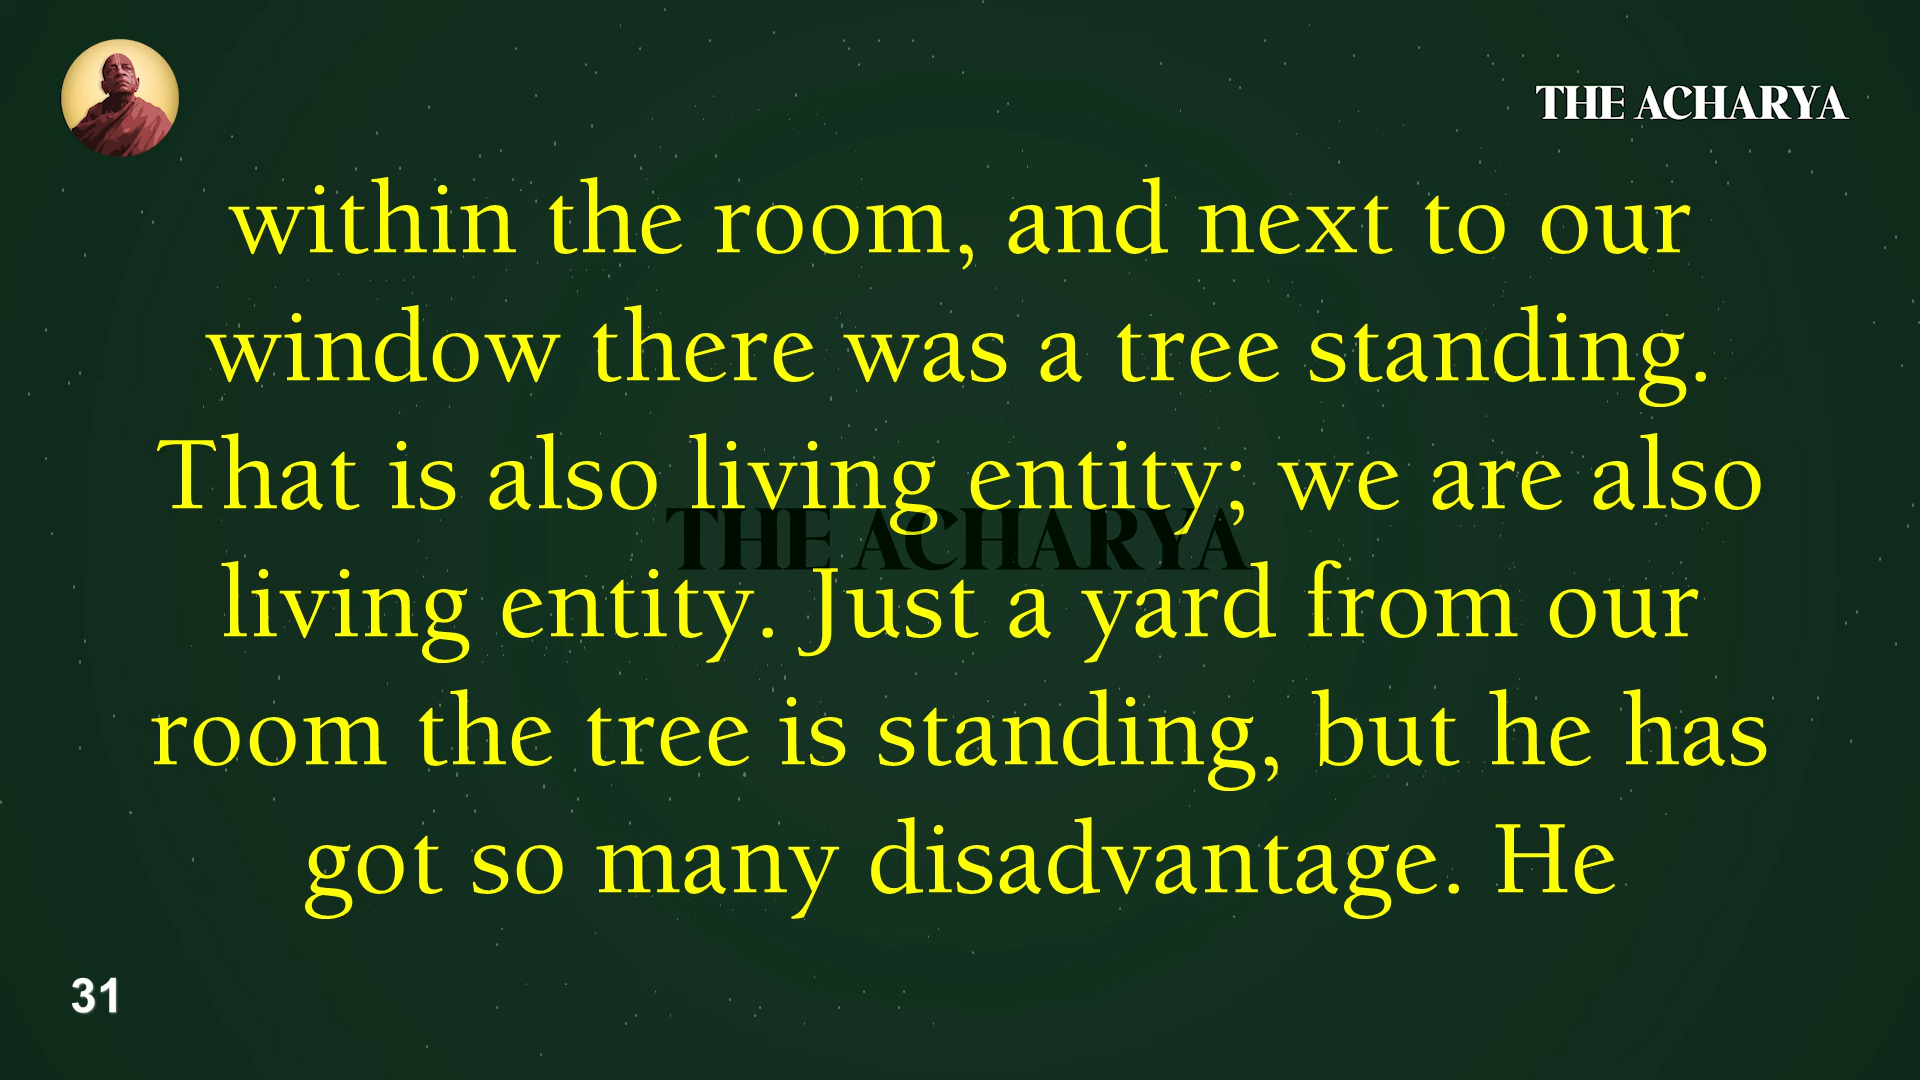 THE ACHARYA
within the room, and next to our
window there was a tree standing.
That is also living entity; we are also
THE ACHARYA
living entity. Just a yard from our
room the tree is standing, but he has
got so many disadvantage. He
31